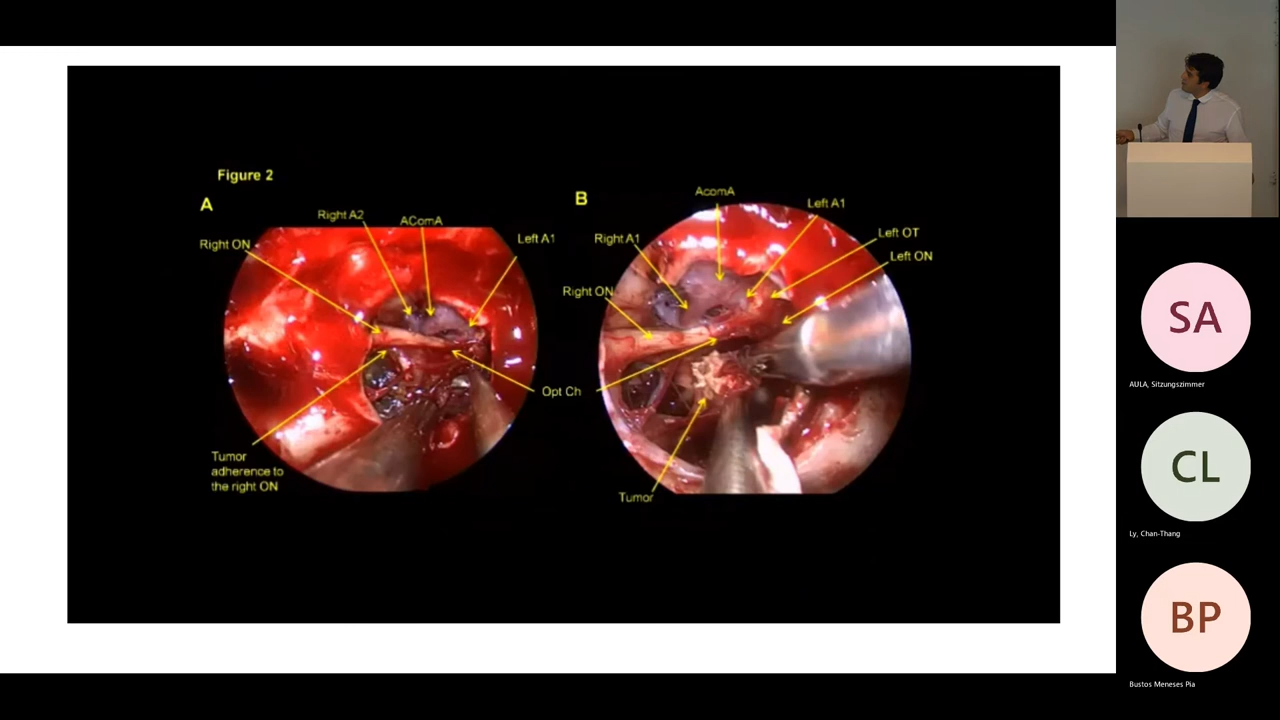 Figure 2
A
Right A2
AComA
Right ON
Left A1
Tumor
adherence to
the right ON
Opt Ch
B
AcomA
Left A1
Right A1
Left OT
Left ON
Right ON
Tumor
SA
AULA, Sitzungszimmer
CL
Ly, Chan-Thang
BP
Bustos Meneses Pia